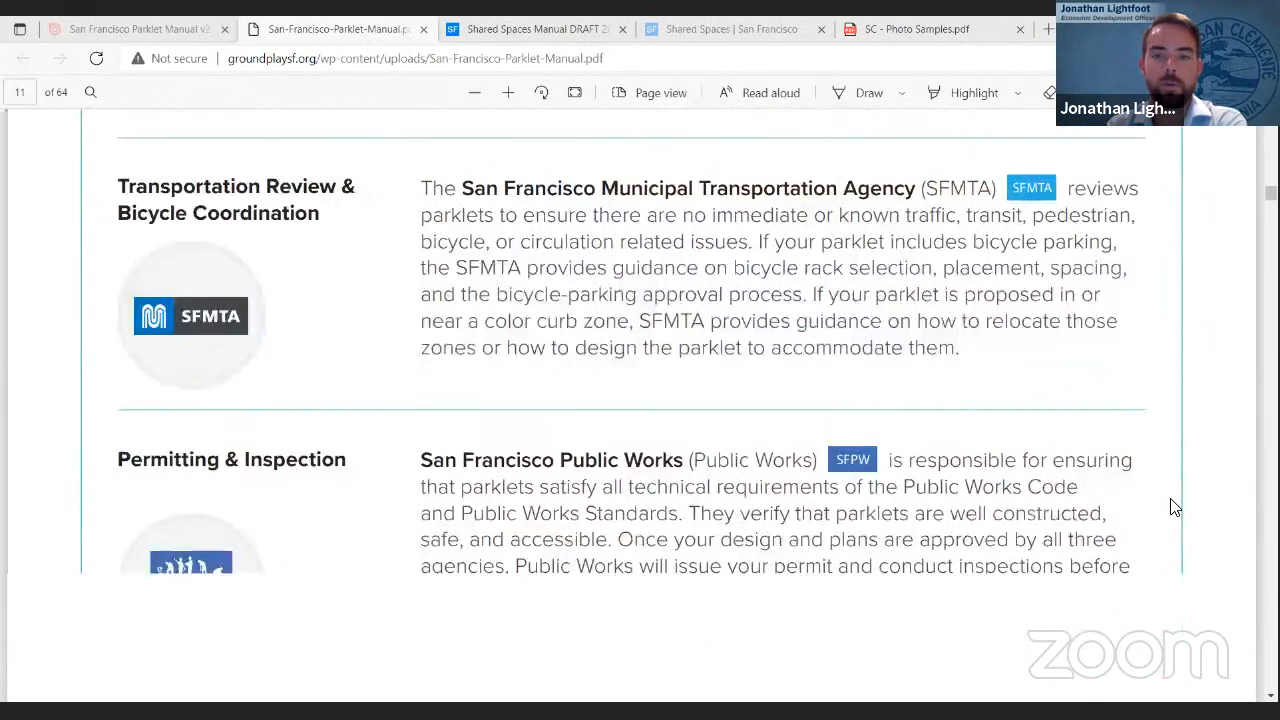 San Francisco Parklet Manual v2
San-Francisco-Parklet-Manual.p
Shared Spaces Manual DRAFT 2
Shared Spaces | San Francisco
SC - Photo Samples.pdf
Not secure
groundplaysf.org/wp-content/uploads/San-Francisco-Parklet-Manual.pdf
11 of 64
Page view
Read aloud
Draw
Highlight
Jonathan Lightfoot
Economic Development Officer
SAN CLEMENTE
Jonathan Ligh...
Transportation Review &
Bicycle Coordination
SFMTA
The San Francisco Municipal Transportation Agency (SFMTA) SFMTA reviews
parklets to ensure there are no immediate or known traffic, transit, pedestrian,
bicycle, or circulation related issues. If your parklet includes bicycle parking,
the SFMTA provides guidance on bicycle rack selection, placement, spacing,
and the bicycle-parking approval process. If your parklet is proposed in or
near a color curb zone, SFMTA provides guidance on how to relocate those
zones or how to design the parklet to accommodate them.
Permitting & Inspection
San Francisco Public Works (Public Works) SFPW is responsible for ensuring
that parklets satisfy all technical requirements of the Public Works Code
and Public Works Standards. They verify that parklets are well constructed,
safe, and accessible. Once your design and plans are approved by all three
agencies, Public Works will issue your permit and conduct inspections before
zoom